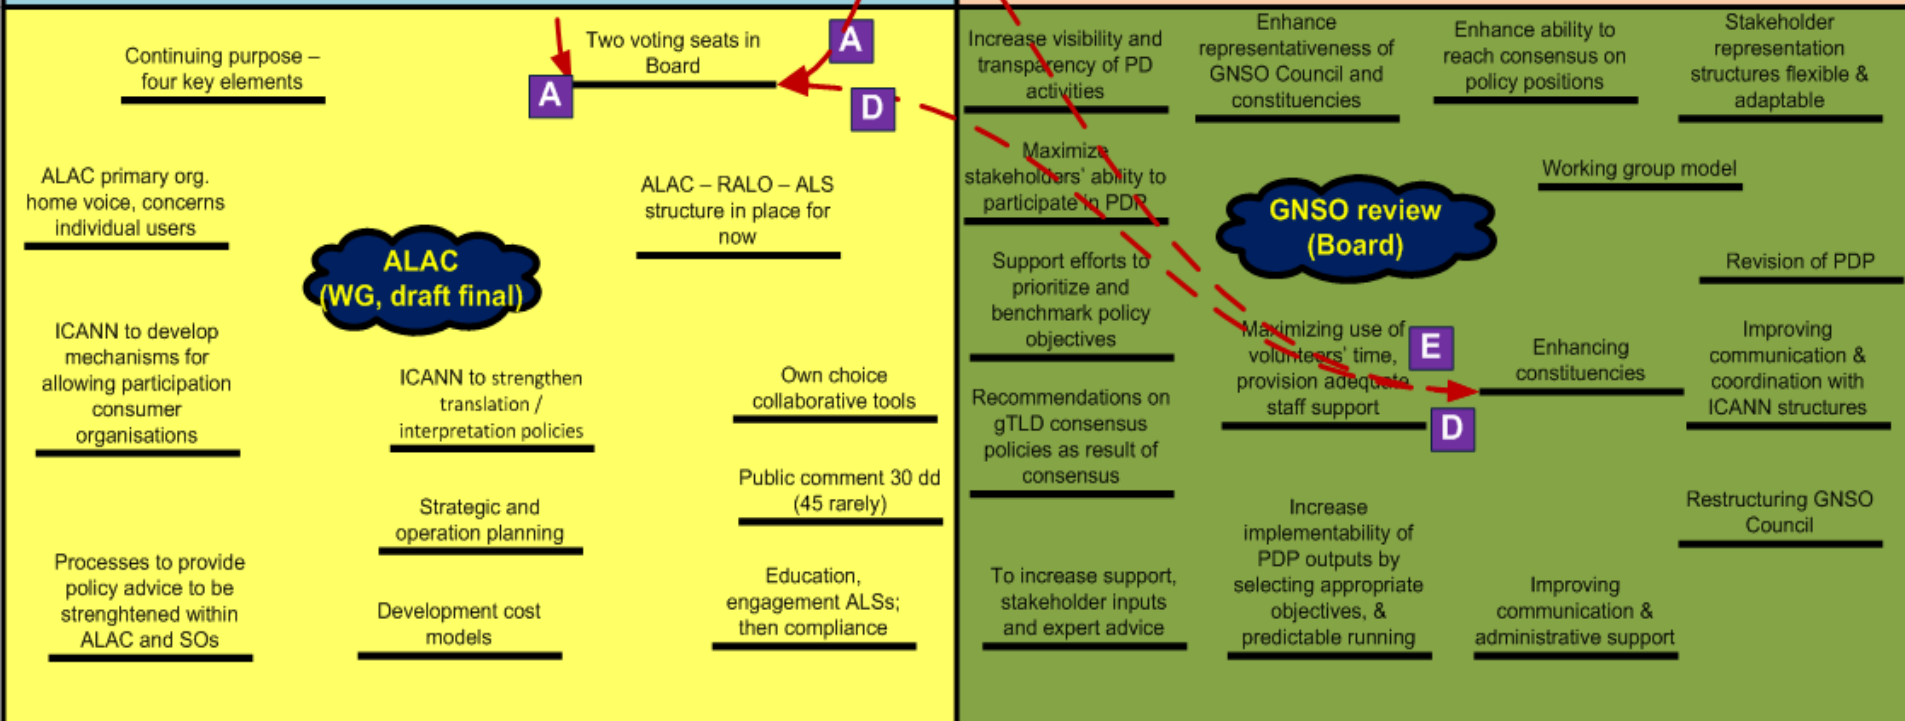 Continuing purpose –
four key elements
Two voting seats in
Board
A
A
D
ALAC primary org.
home voice, concerns
individual users
ALAC – RALO – ALS
structure in place for
now
ALAC
(WG, draft final)
ICANN to develop
mechanisms for
allowing participation
consumer
organisations
ICANN to strengthen
translation /
interpretation policies
Own choice
collaborative tools
Public comment 30 dd
(45 rarely)
Strategic and
operation planning
Processes to provide
policy advice to be
strenghtened within
ALAC and SOs
Development cost
models
Education,
engagement ALSs;
then compliance
Increase visibility and
transparency of PD
activities
Enhance
representativeness of
GNSO Council and
constituencies
Enhance ability to
reach consensus on
policy positions
Stakeholder
representation
structures flexible &
adaptable
Maximize
stakeholders' ability to
participate in PDP
Working group model
GNSO review
(Board)
Support efforts to
prioritize and
benchmark policy
objectives
Revision of PDP
Maximizing use of
volunteers' time,
provision adequate
staff support
E
D
Enhancing
constituencies
Improving
communication &
coordination with
ICANN structures
Recommendations on
gTLD consensus
policies as result of
consensus
Restructuring GNSO
Council
Increase
implementability of
PDP outputs by
selecting appropriate
objectives, &
predictable running
To increase support,
stakeholder inputs
and expert advice
Improving
communication &
administrative support